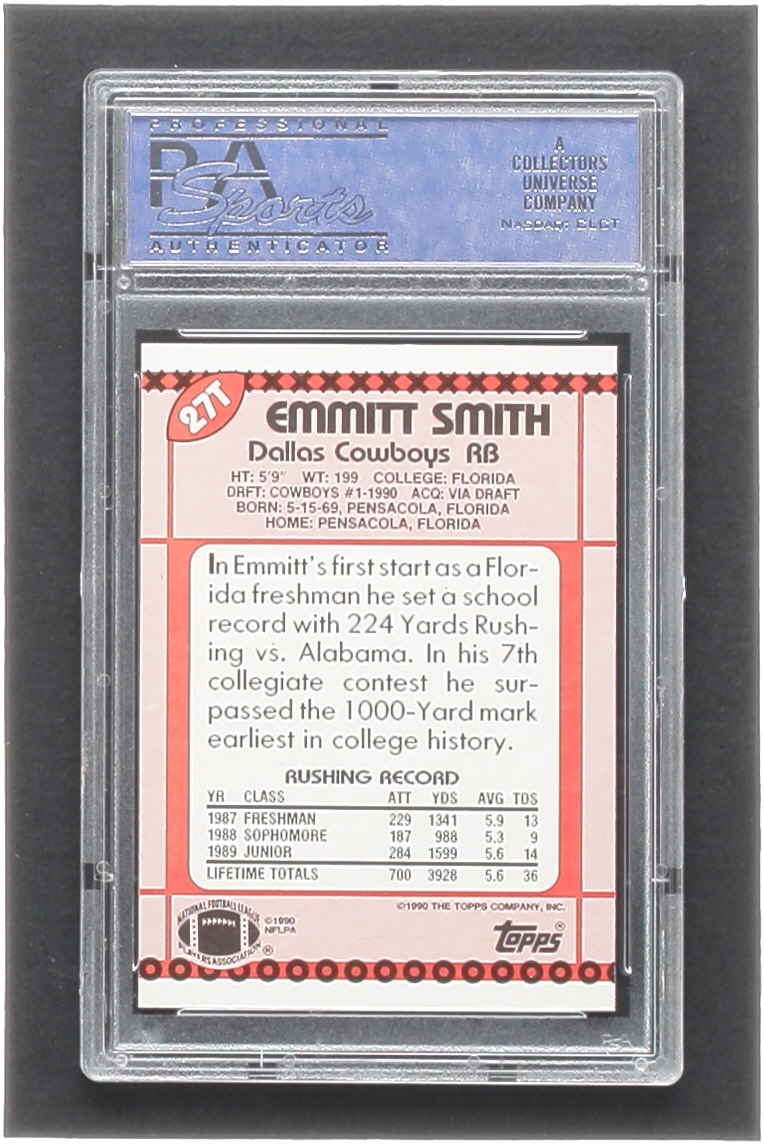 PROFESSIONAL
PSA
Sports
AUTHENTICATOR
A
COLLECTORS
UNIVERSE
COMPANY
NASDAQ: CLCT
27T
EMMITT SMITH
Dallas Cowboys RB
HT: 5'9" WT: 199 COLLEGE: FLORIDA
DRFT: COWBOYS #1-1990 ACQ: VIA DRAFT
BORN: 5-15-69, PENSACOLA, FLORIDA
HOME: PENSACOLA, FLORIDA
In Emmitt's first start as a Flor-
ida freshman he set a school
record with 224 Yards Rush-
ing vs. Alabama. In his 7th
collegiate contest he sur-
passed the 1000-Yard mark
earliest in college history.
RUSHING RECORD
YR CLASS ATT YDS AVG TDS
1987 FRESHMAN 229 1341 5.9 13
1988 SOPHOMORE 187 988 5.3 9
1989 JUNIOR 284 1599 5.6 14
LIFETIME TOTALS 700 3928 5.6 36
©1990 THE TOPPS COMPANY, INC.
NATIONAL FOOTBALL LEAGUE
PLAYERS ASSOCIATION ®
©1990
NFLPA
TOPPS®
PSA